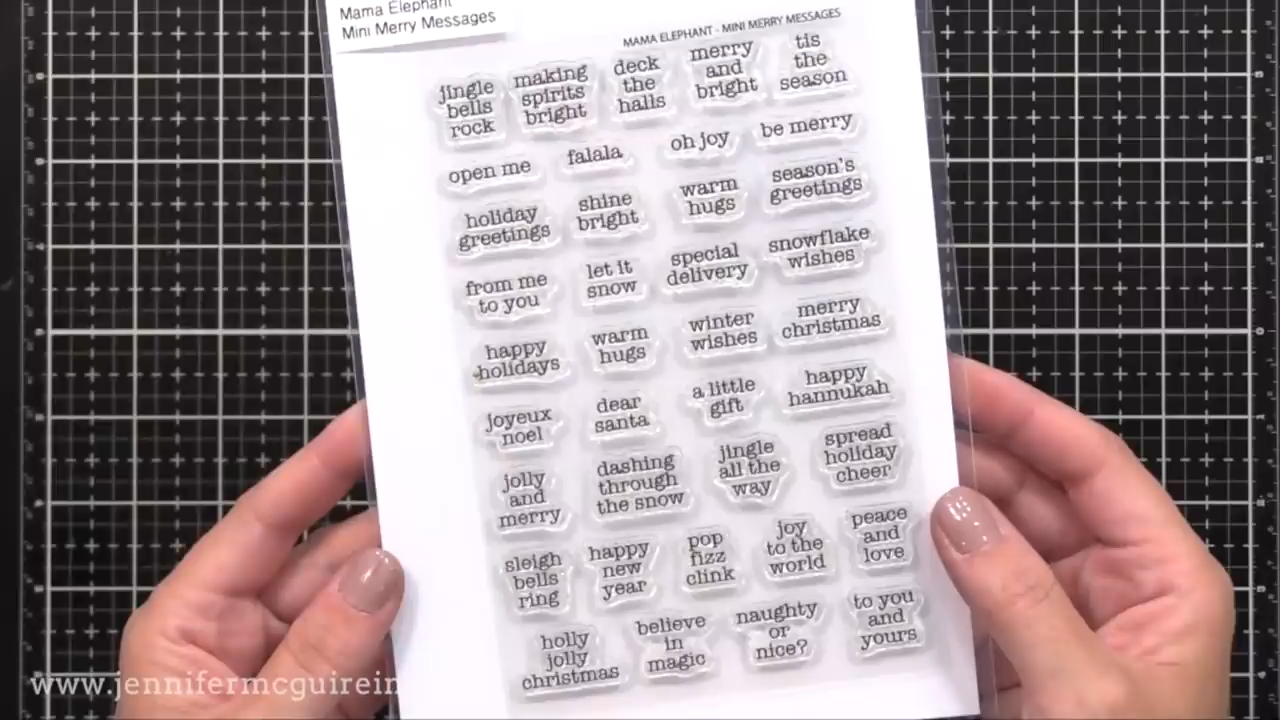 Mama Elephant
Mini Merry Messages
MAMA ELEPHANT - MINI MERRY MESSAGES
jingle
bells
rock
making
spirits
bright
deck
the
halls
merry
and
bright
tis
the
season
open me
falala
oh joy
be merry
holiday
greetings
shine
bright
warm
hugs
season's
greetings
from me
to you
let it
snow
special
delivery
snowflake
wishes
happy
holidays
warm
hugs
winter
wishes
merry
christmas
joyeux
noel
dear
santa
a little
gift
happy
hannukah
jolly
and
merry
dashing
through
the snow
jingle
all the
way
spread
holiday
cheer
sleigh
bells
ring
happy
new
year
pop
fizz
clink
joy
to the
world
peace
and
love
holly
jolly
christmas
believe
in
magic
naughty
or
nice?
to you
and
yours
www.jennifermcguirein